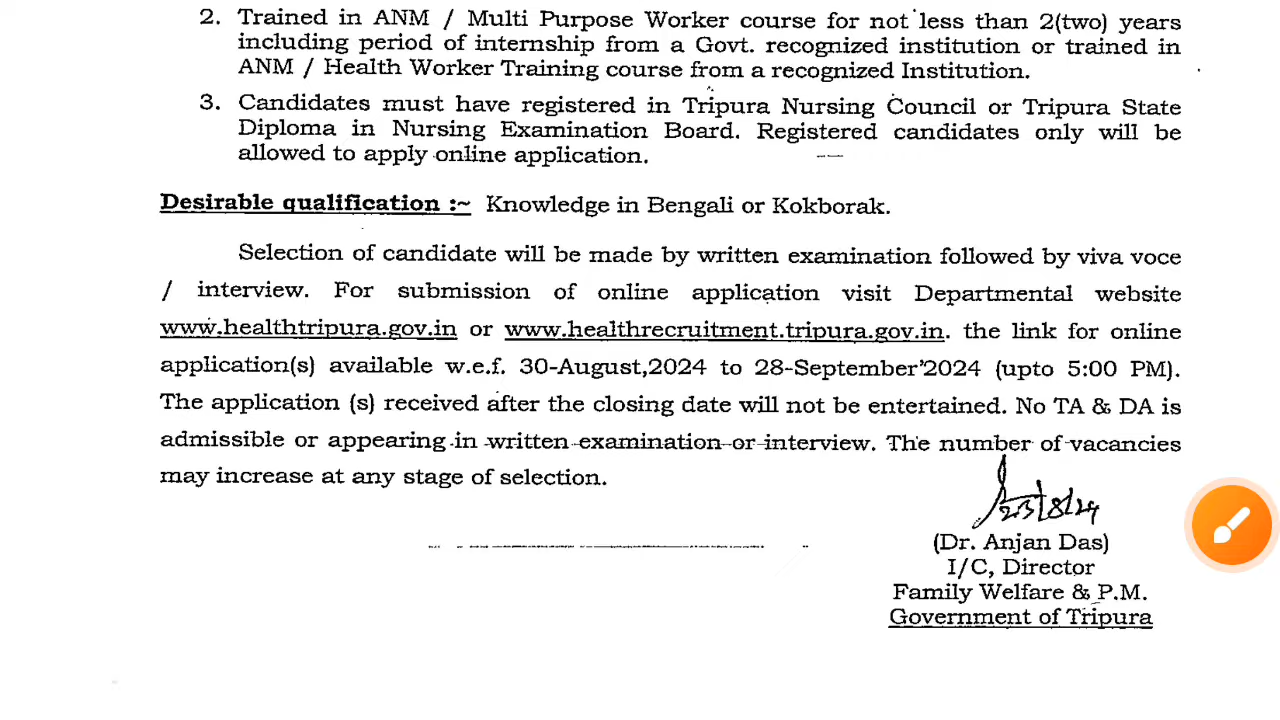 2. Trained in ANM / Multi Purpose Worker course for not less than 2(two) years
including period of internship from a Govt. recognized institution or trained in
ANM / Health Worker Training course from a recognized Institution.
3. Candidates must have registered in Tripura Nursing Council or Tripura State
Diploma in Nursing Examination Board. Registered candidates only will be
allowed to apply online application.
Desirable qualification :~ Knowledge in Bengali or Kokborak.
Selection of candidate will be made by written examination followed by viva voce
/ interview. For submission of online application visit Departmental website
www.healthtripura.gov.in or www.healthrecruitment.tripura.gov.in. the link for online
application(s) available w.e.f. 30-August,2024 to 28-September'2024 (upto 5:00 PM).
The application (s) received after the closing date will not be entertained. No TA & DA is
admissible or appearing in written examination or interview. The number of vacancies
may increase at any stage of selection.
23/8/24
(Dr. Anjan Das)
I/C, Director
Family Welfare & P.M.
Government of Tripura